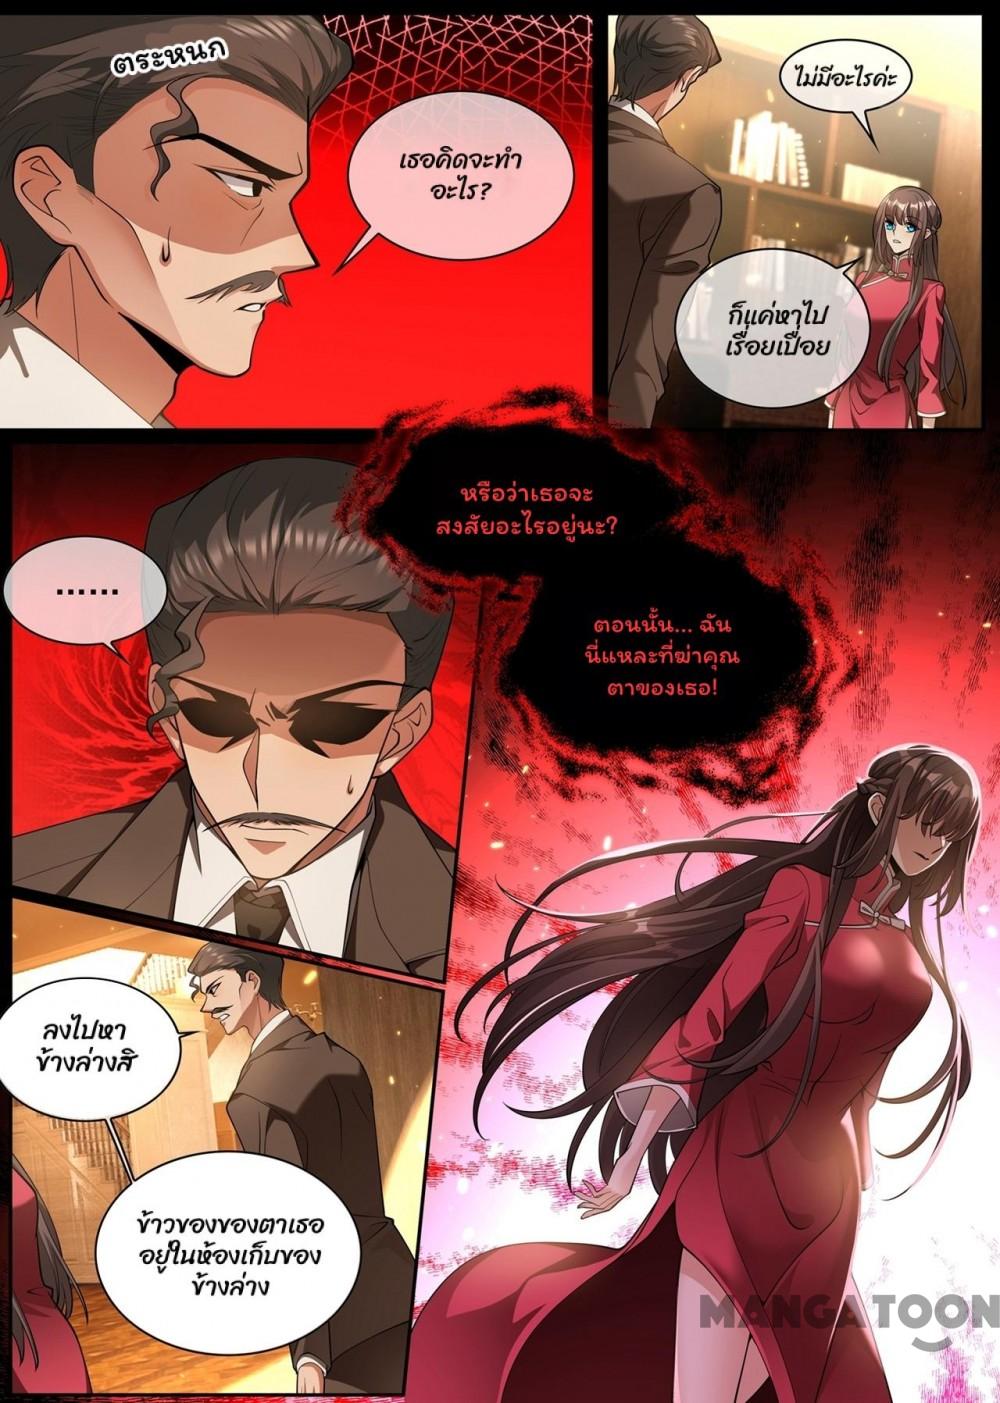 ตระหนก
เธอคิดจะทำ
อะไร?
ไม่มีอะไรค่ะ
ก็แค่หาไป
เรื่อยเปื่อย
หรือว่าเธอจะ
สงสัยอะไรอยู่นะ?
......
ตอนนั้น... ฉัน
นี่แหละที่ฆ่าคุณ
ตาของเธอ!
ลงไปหา
ข้างล่างสิ
ข้าวของของตาเธอ
อยู่ในห้องเก็บของ
ข้างล่าง
MANGATOON